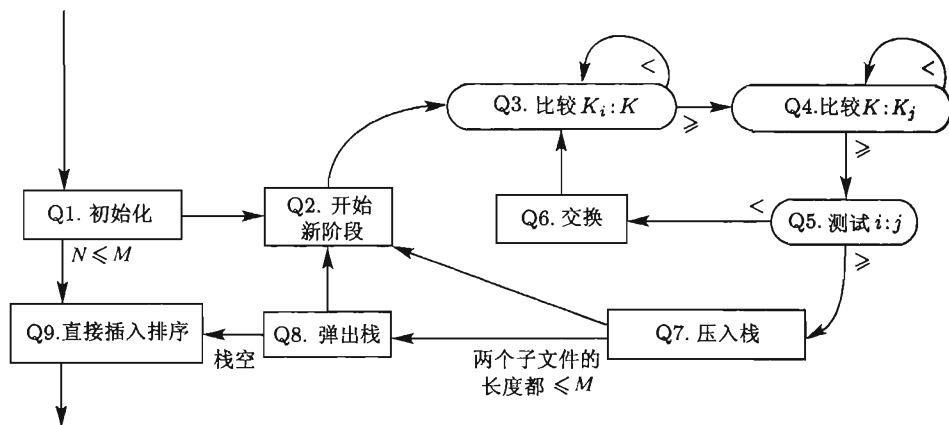 <
<
Q3. 比较 K_i : K
≥
Q4.比较 K : K_j
≥
Q1. 初始化
Q2. 开始
新阶段
Q6. 交换
<
Q5. 测试 i : j
≥
N ≤ M
Q9.直接插入排序
栈空
Q8. 弹出栈
两个子文件的
长度都 ≤ M
Q7. 压入栈